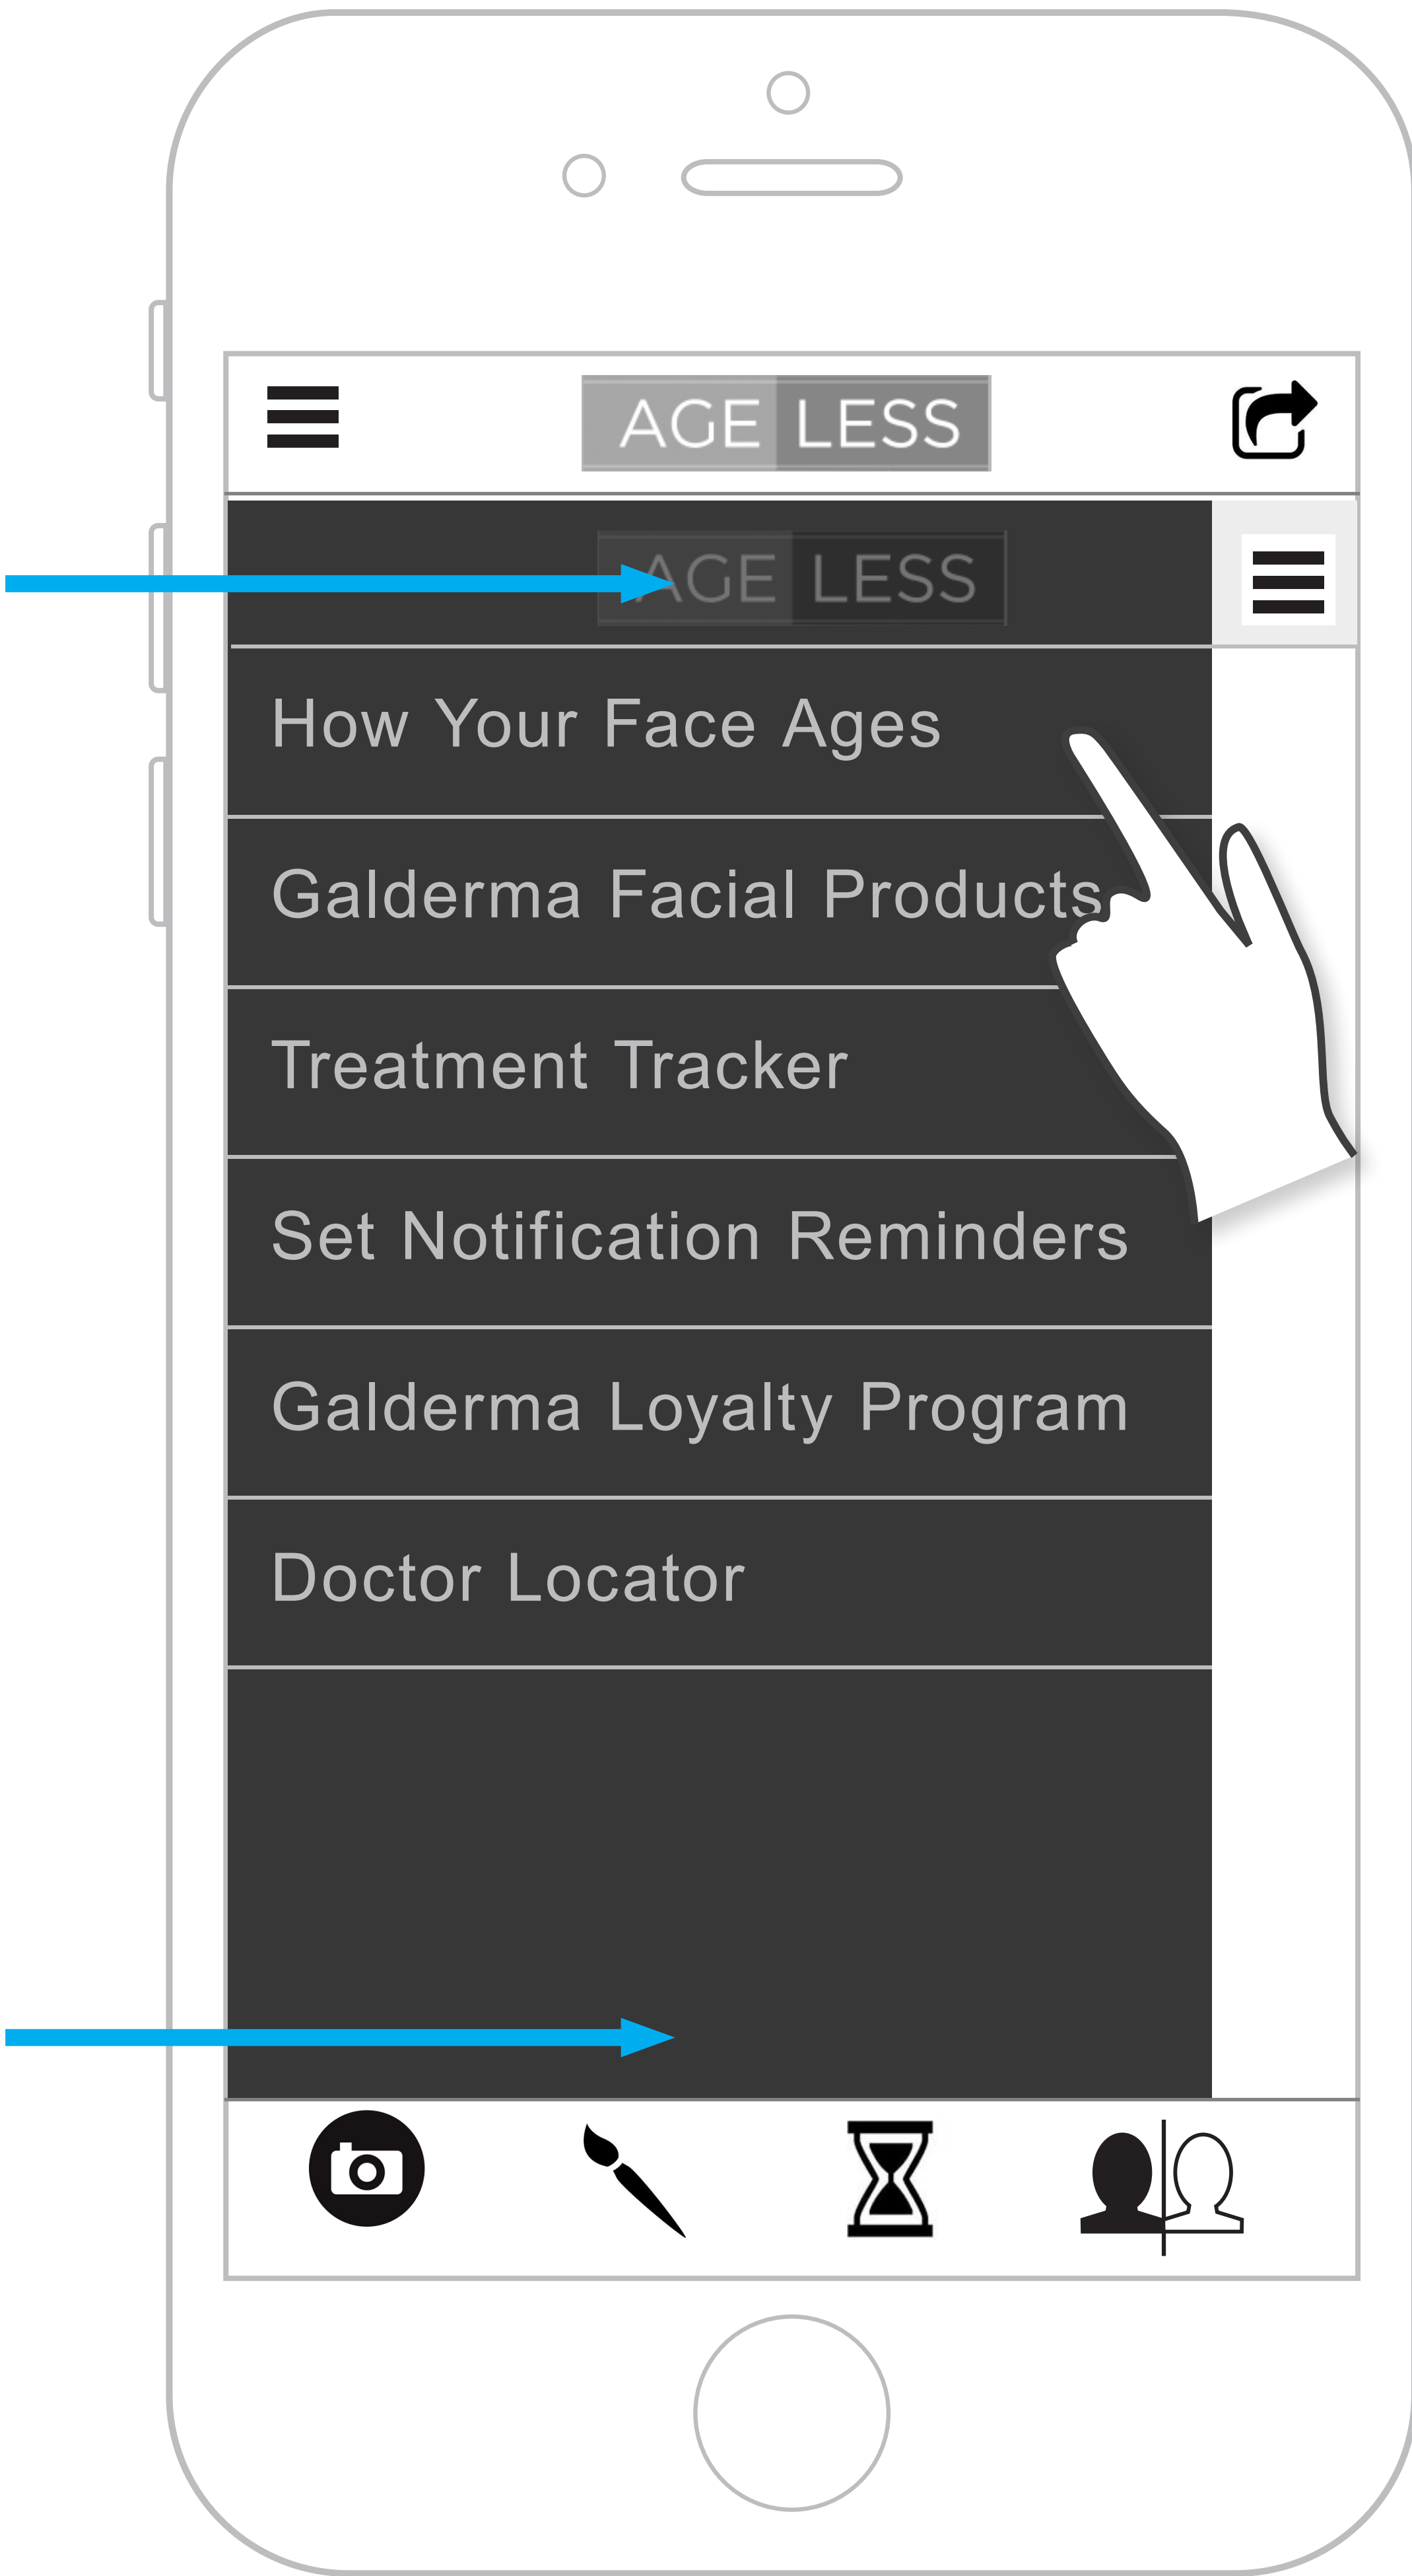 AGE LESS
AGE LESS
How Your Face Ages
Galderma Facial Products
Treatment Tracker
Set Notification Reminders
Galderma Loyalty Program
Doctor Locator